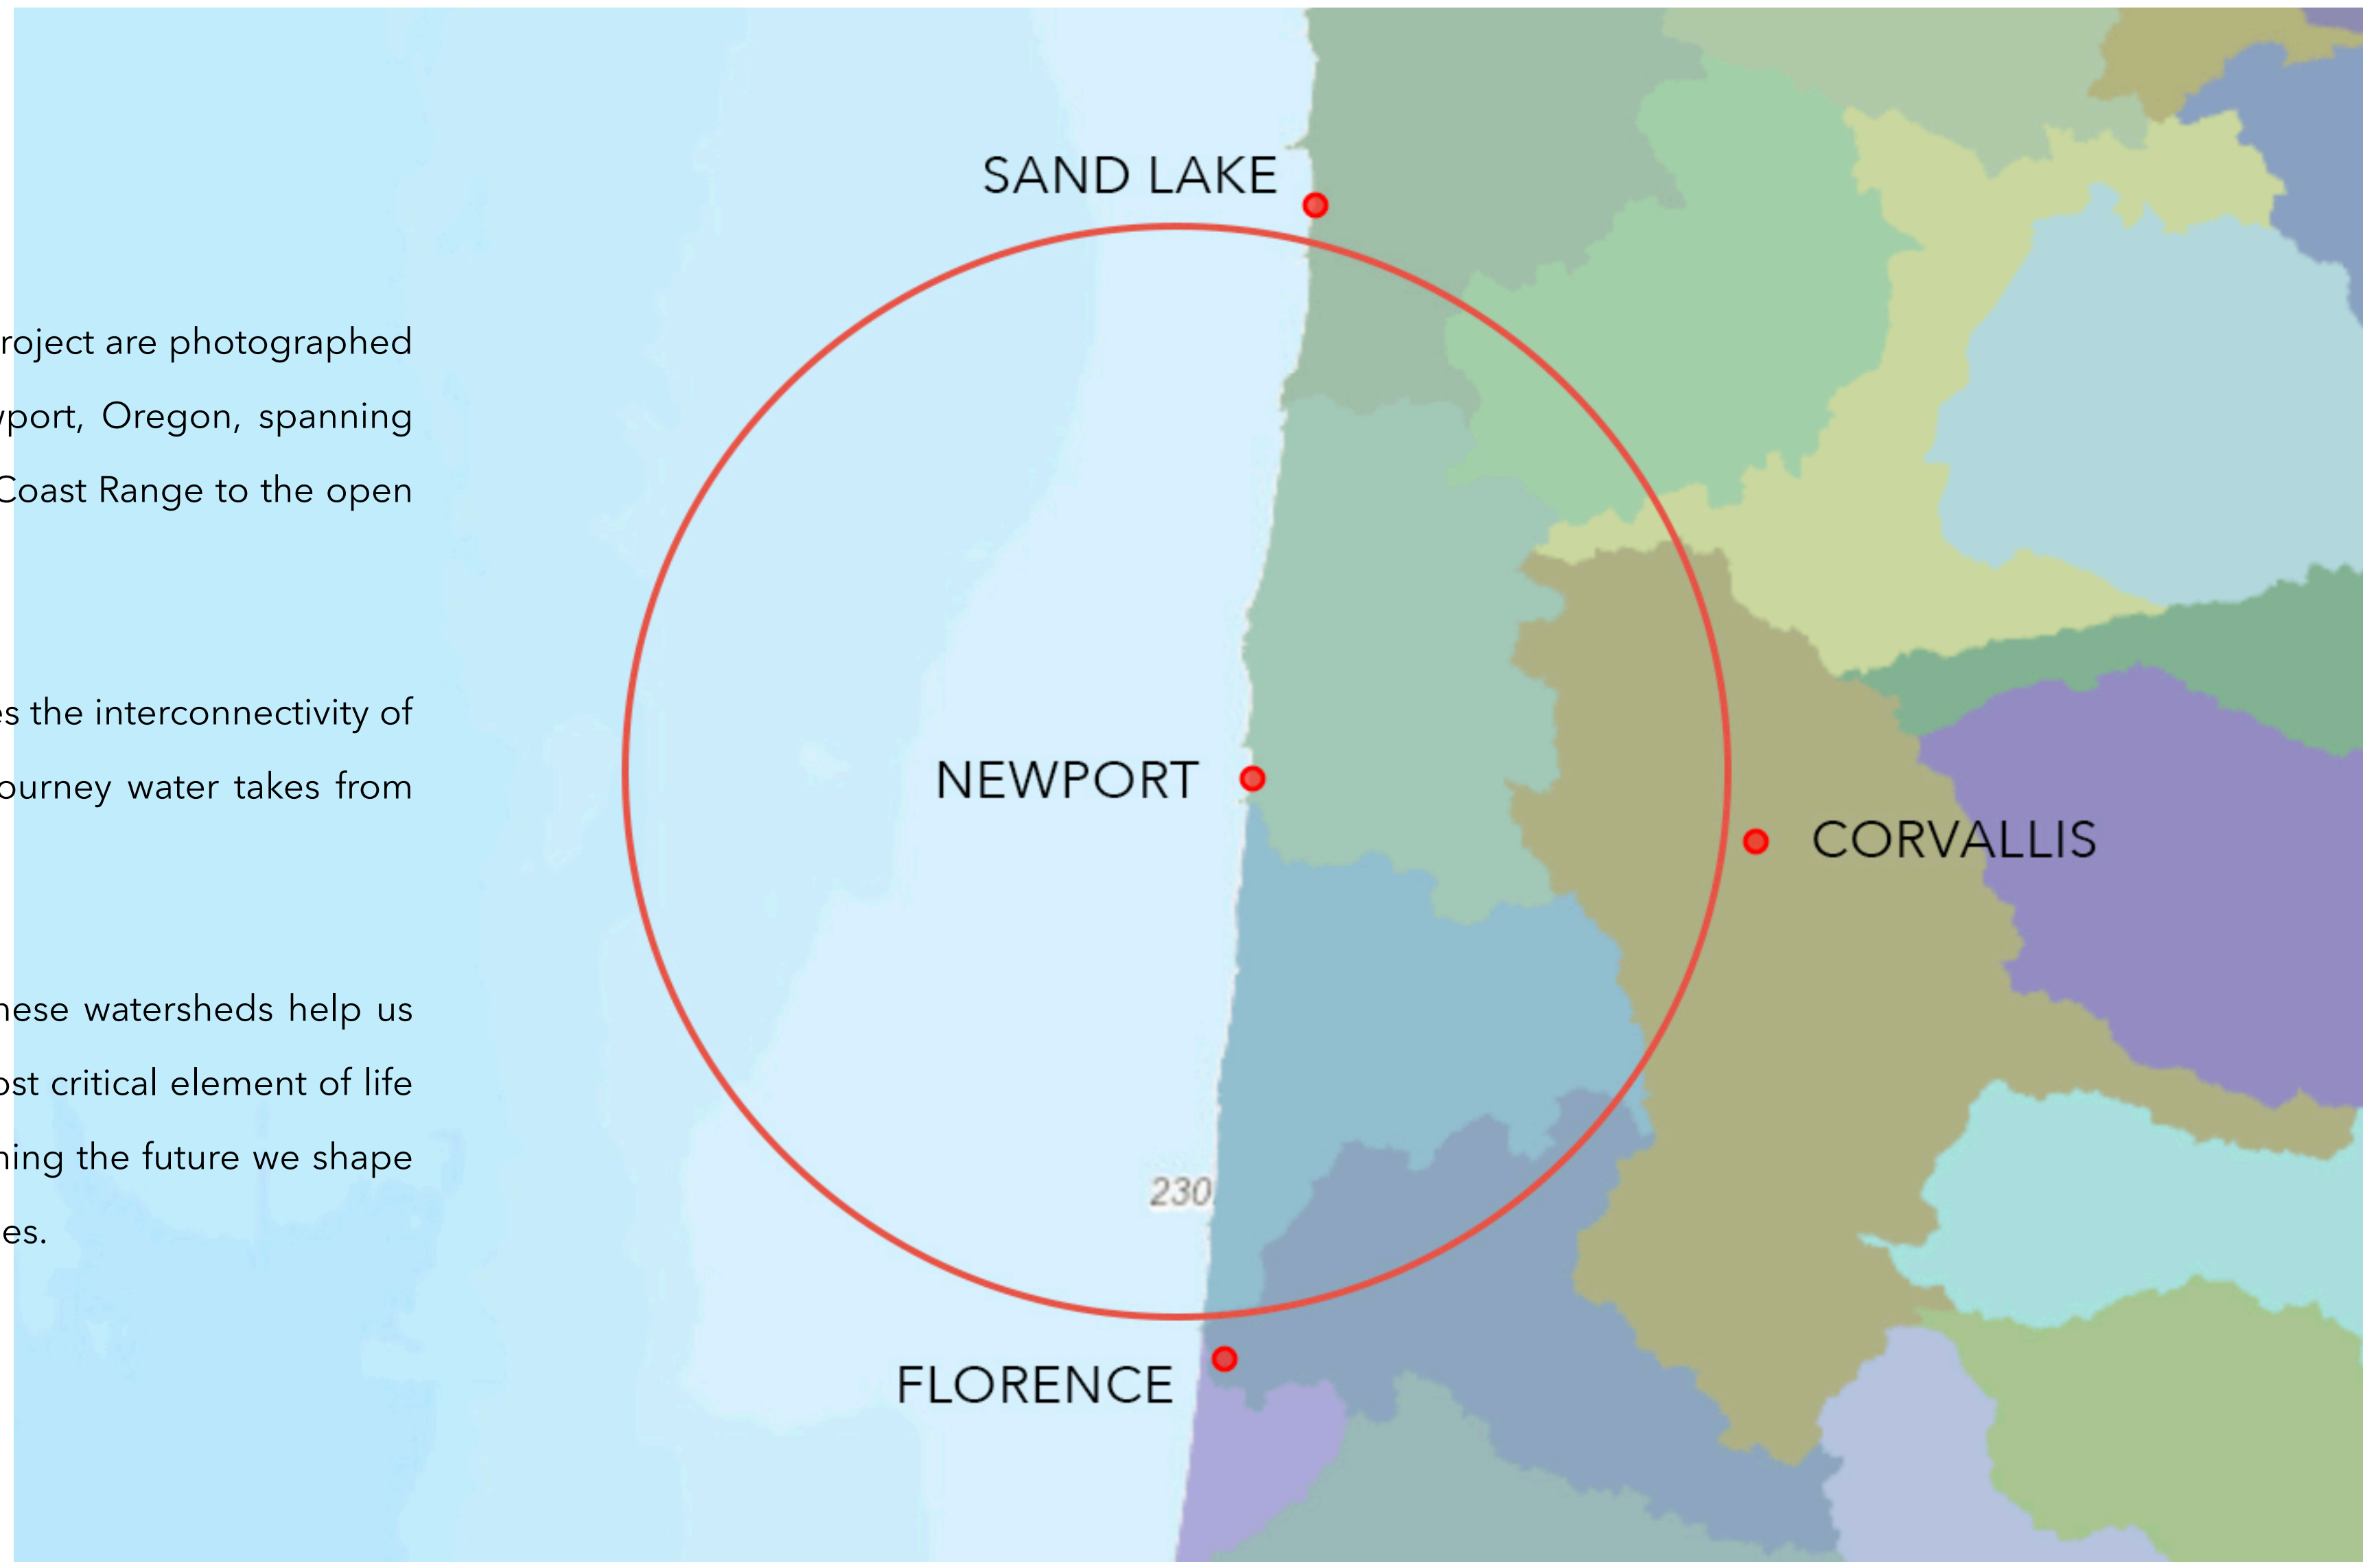 roject are photographed
port, Oregon, spanning
Coast Range to the open
es the interconnectivity of
ourney water takes from
hese watersheds help us
ost critical element of life
ning the future we shape
es.
SAND LAKE
NEWPORT
CORVALLIS
230
FLORENCE